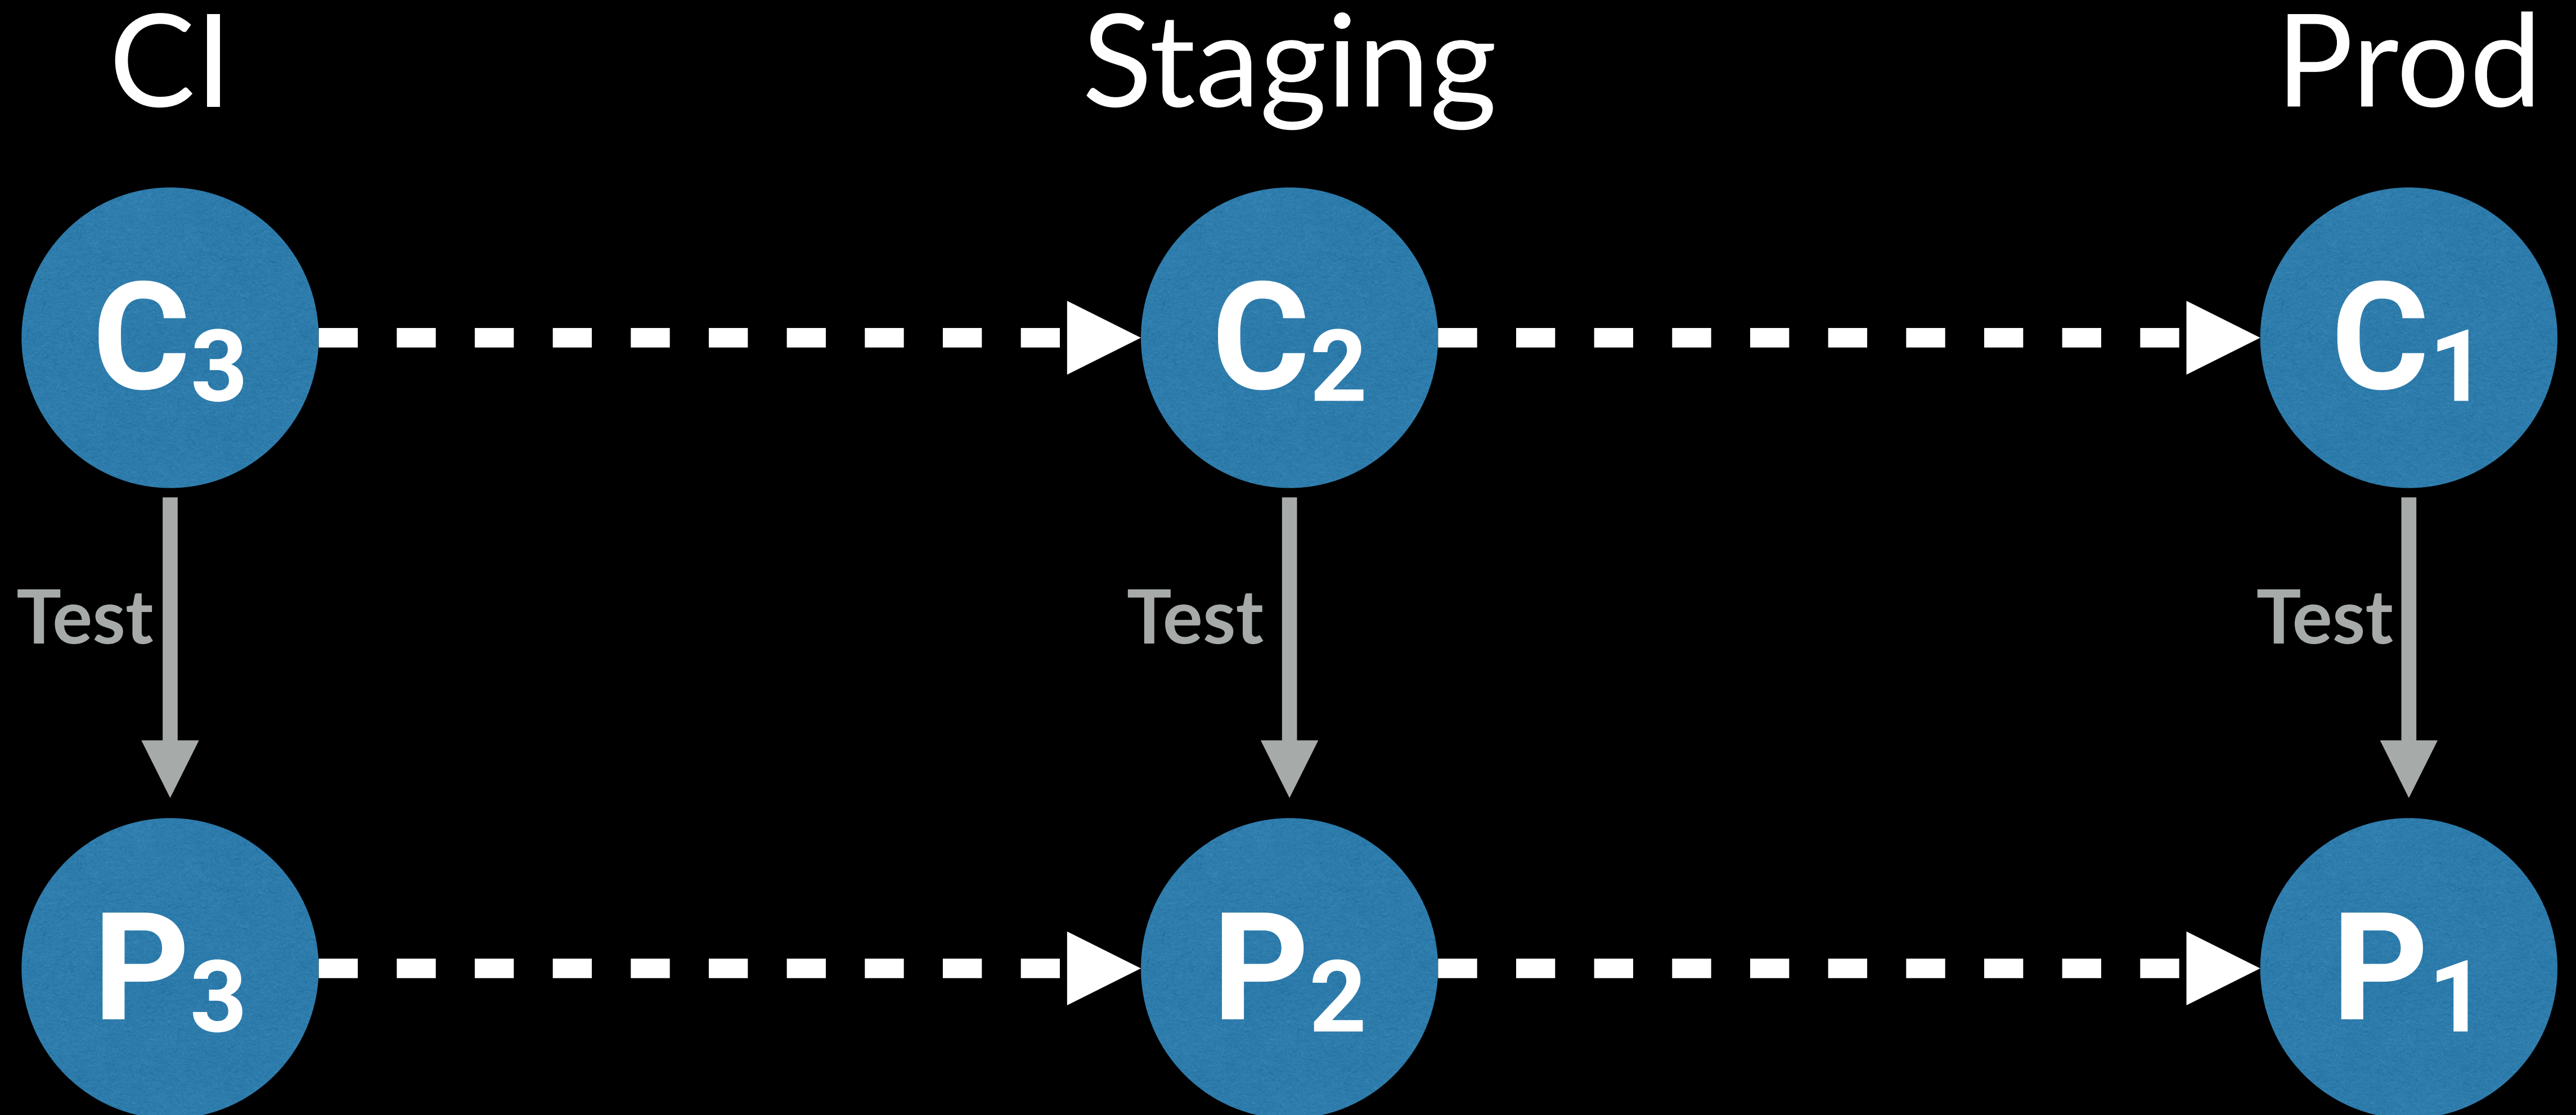 CI Staging Prod
C3 C2 C1
Test Test Test
P3 P2 P1